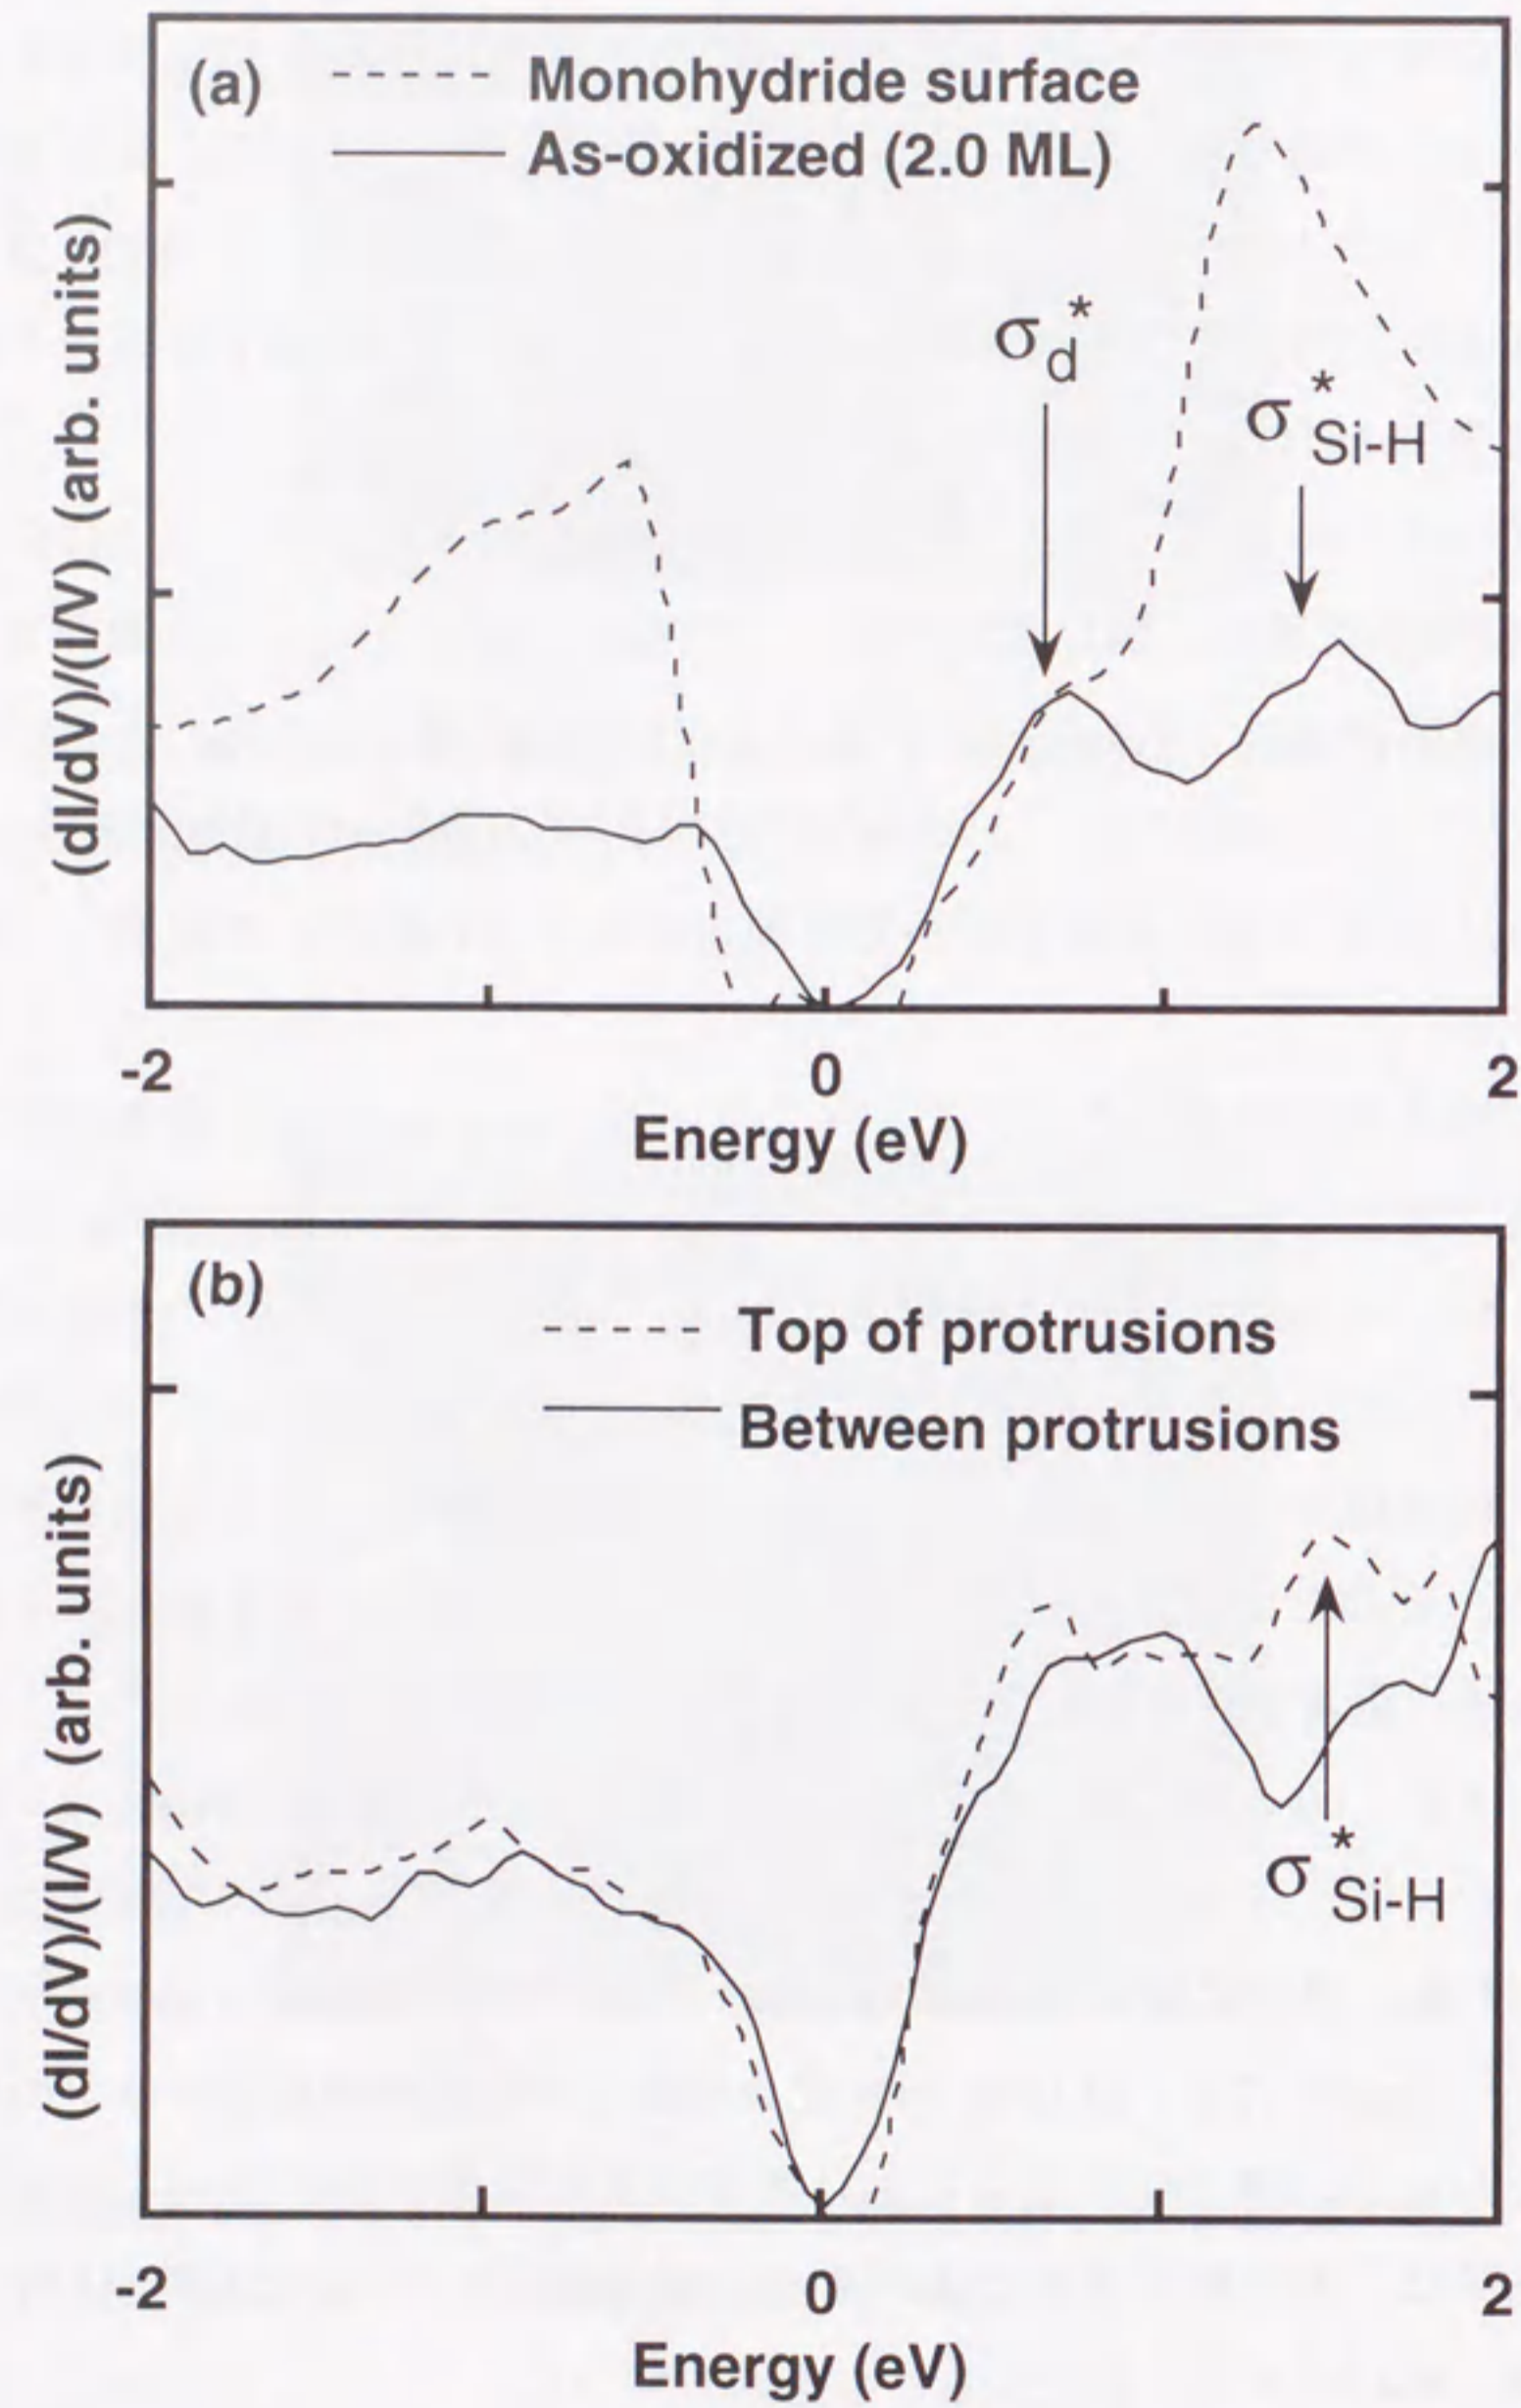 (a)
Monohydride surface
As-oxidized (2.0 ML)
σd*
σ*Si-H
(dI/dV)/(I/V) (arb. units)
-2 0 2
Energy (eV)
(b)
Top of protrusions
Between protrusions
σ*Si-H
(dI/dV)/(I/V) (arb. units)
-2 0 2
Energy (eV)